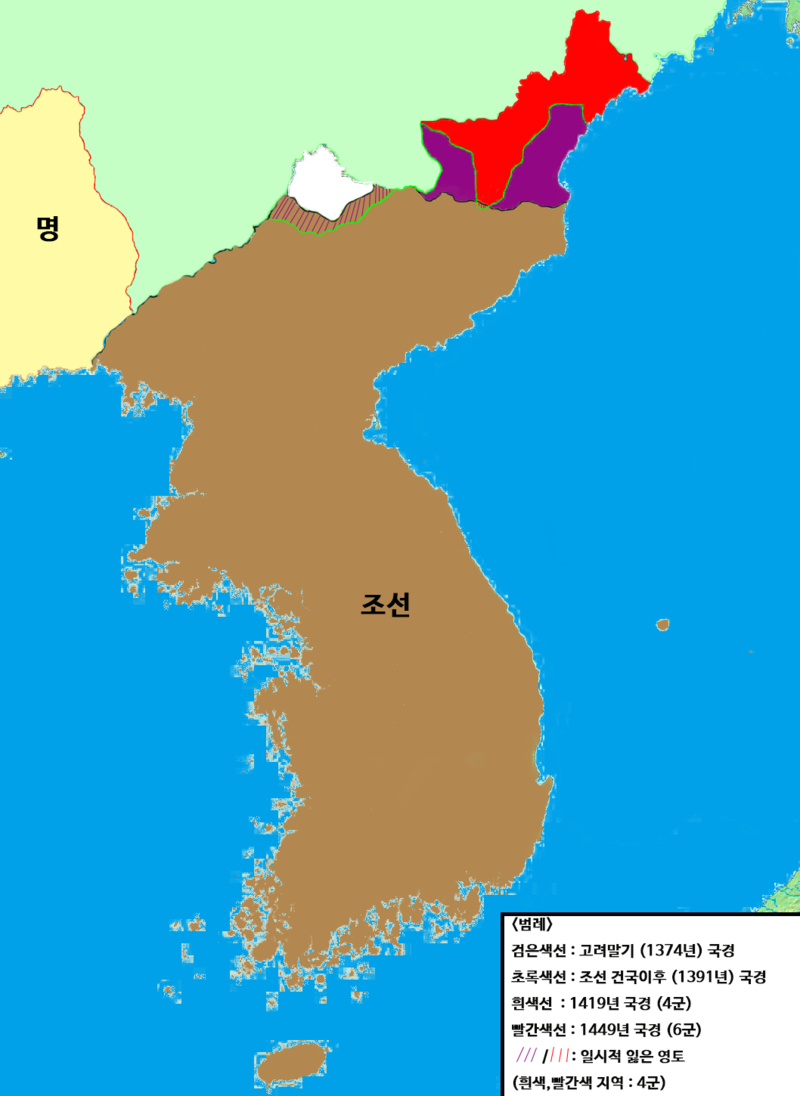 명
조선
<범례>
검은색선 : 고려말기 (1374년) 국경
초록색선 : 조선 건국이후 (1391년) 국경
흰색선 : 1419년 국경 (4군)
빨간색선 : 1449년 국경 (6군)
/// / ||| : 일시적 잃은 영토
(흰색,빨간색 지역 : 4군)